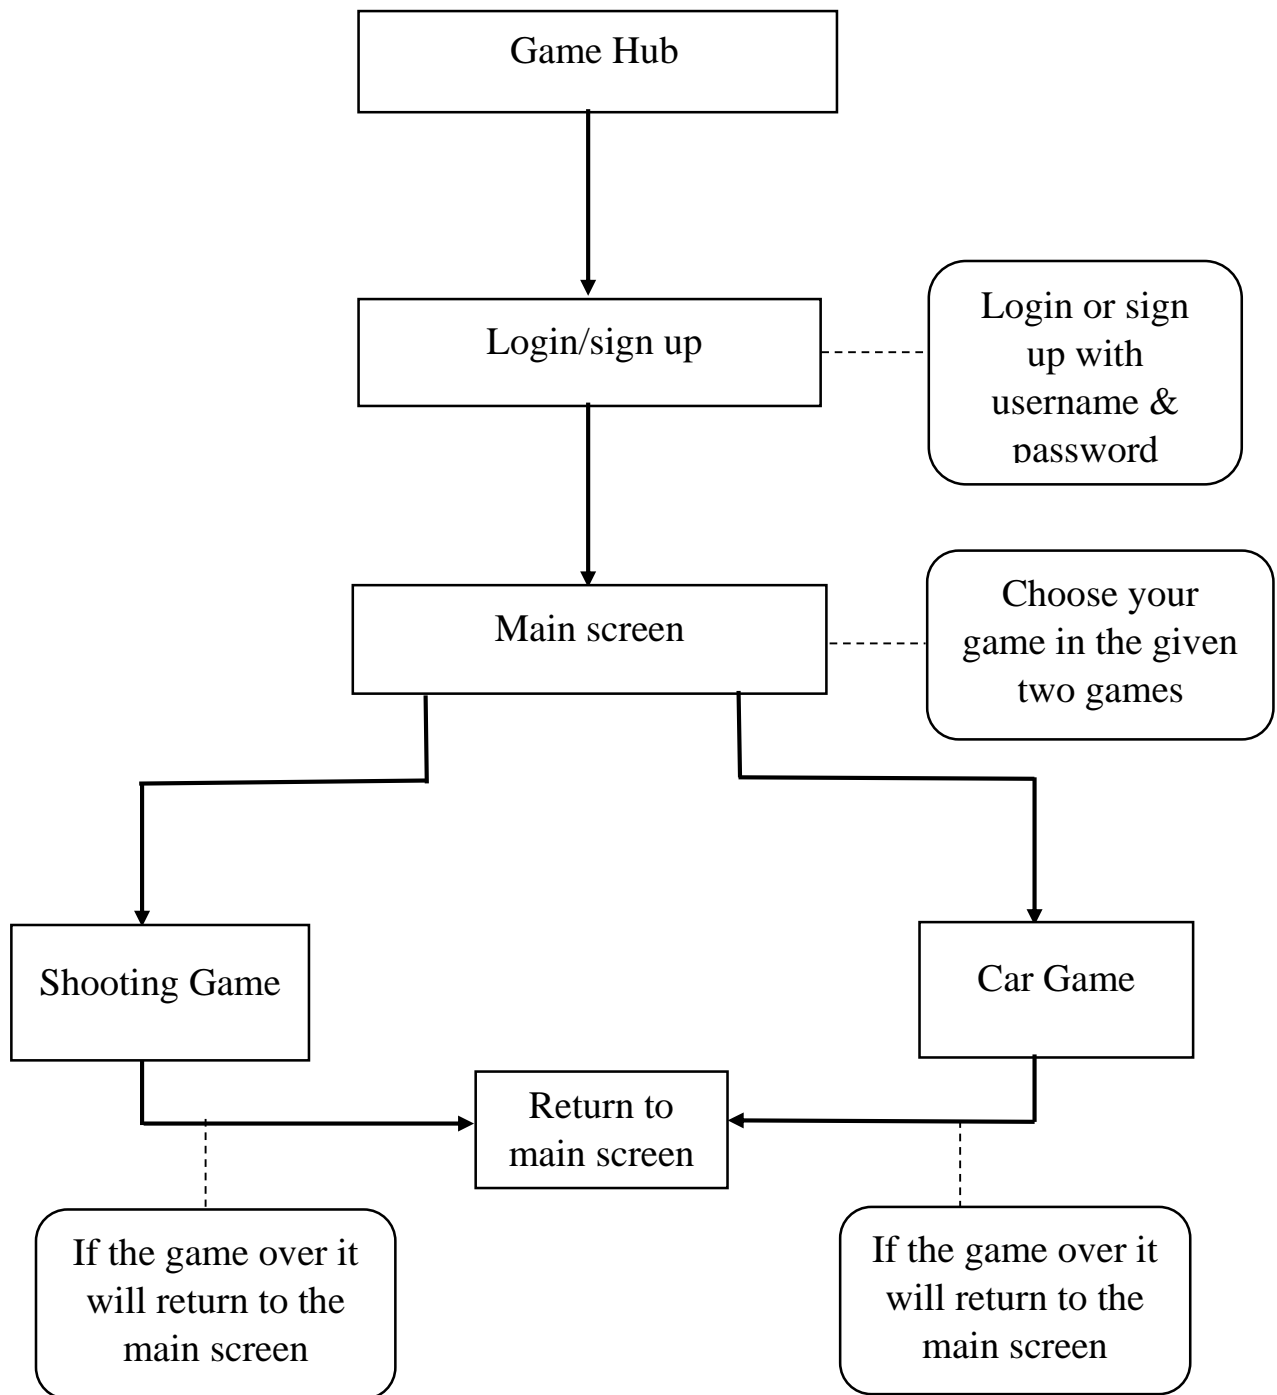 Game Hub
Login/sign up
Login or sign
up with
username &
password
Main screen
Choose your
game in the given
two games
Shooting Game
Car Game
Return to
main screen
If the game over it
will return to the
main screen
If the game over it
will return to the
main screen